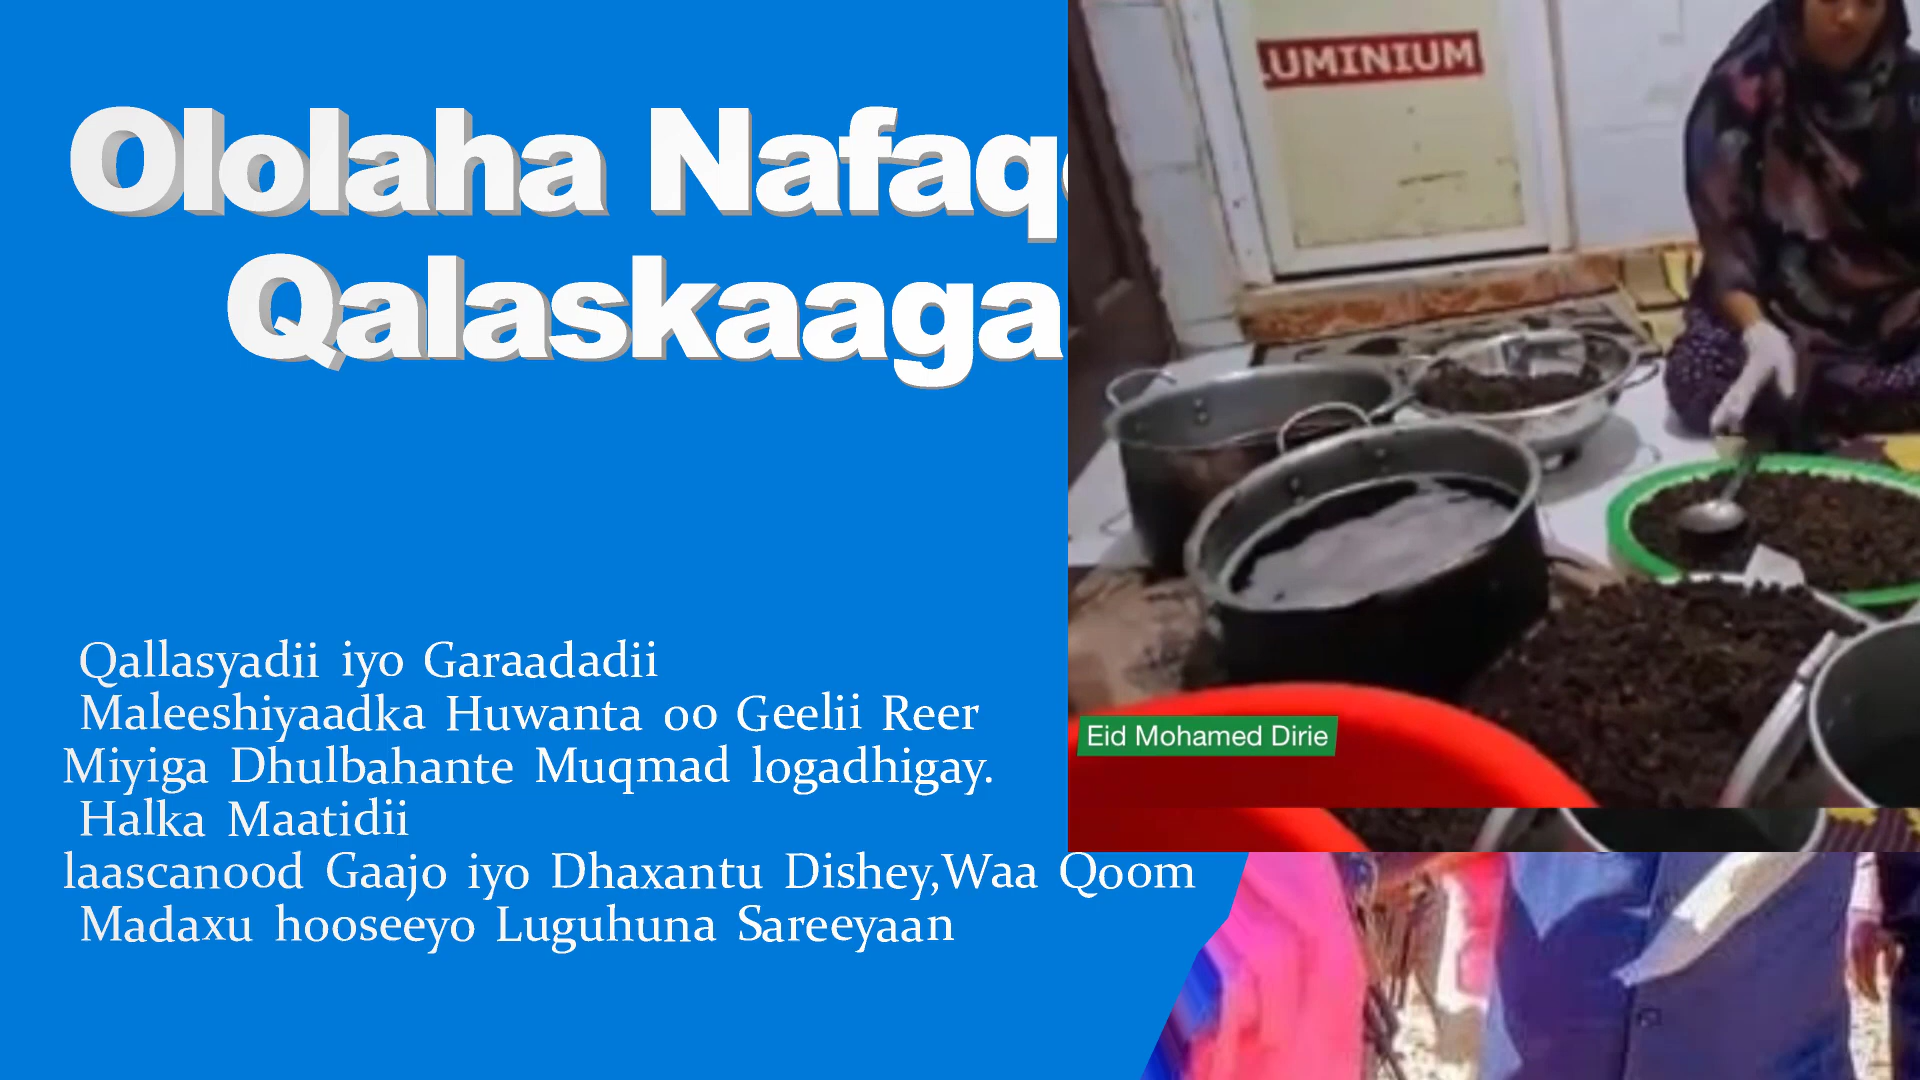 Ololaha Nafaq
Qalaskaaga
Qallasyadii iyo Garaadadii
Maleeshiyaadka Huwanta oo Geelii Reer
Miyiga Dhulbahante Muqmad logadhigay.
Halka Maatidii
laascanood Gaajo iyo Dhaxantu Dishey,Waa Qoom
Madaxu hooseeyo Luguhuna Sareeyaan
LUMINIUM
Eid Mohamed Dirie